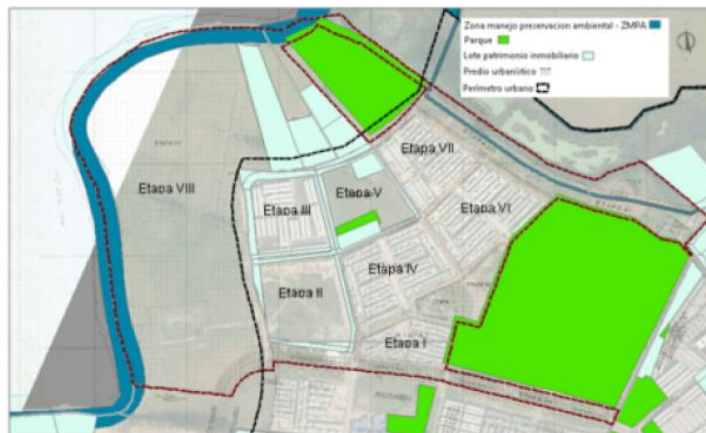 Zona manejo preservacion ambiental - ZMPA
Parque
Lote patrimonio inmobiliario
Predio urbanístico
Perímetro urbano
Etapa VII
Etapa VIII
Etapa V
Etapa III
Etapa VI
Etapa IV
Etapa II
Etapa I